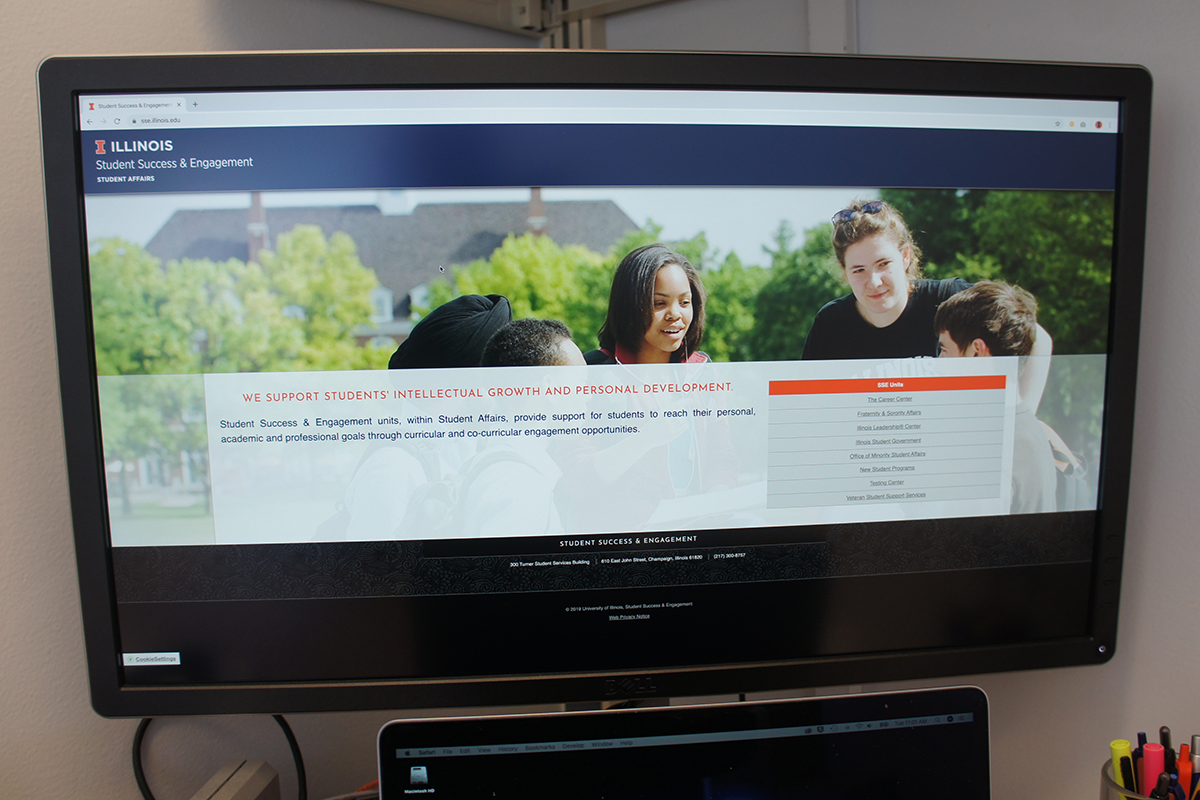 Student Success & Engagement
sse.illinois.edu
I ILLINOIS
Student Success & Engagement
STUDENT AFFAIRS
WE SUPPORT STUDENTS' INTELLECTUAL GROWTH AND PERSONAL DEVELOPMENT.
Student Success & Engagement units, within Student Affairs, provide support for students to reach their personal,
academic and professional goals through curricular and co-curricular engagement opportunities.
SSE Units
The Career Center
Fraternity & Sorority Affairs
Illinois Leadership® Center
Illinois Student Government
Office of Minority Student Affairs
New Student Programs
Testing Center
Veteran Student Support Services
STUDENT SUCCESS & ENGAGEMENT
300 Turner Student Services Building | 610 East John Street, Champaign, Illinois 61820 | (217) 300-8757
© 2019 University of Illinois, Student Success & Engagement
Web Privacy Notice
CookieSettings
DELL
Safari File Edit View History Bookmarks Develop Window Help
Macintosh HD